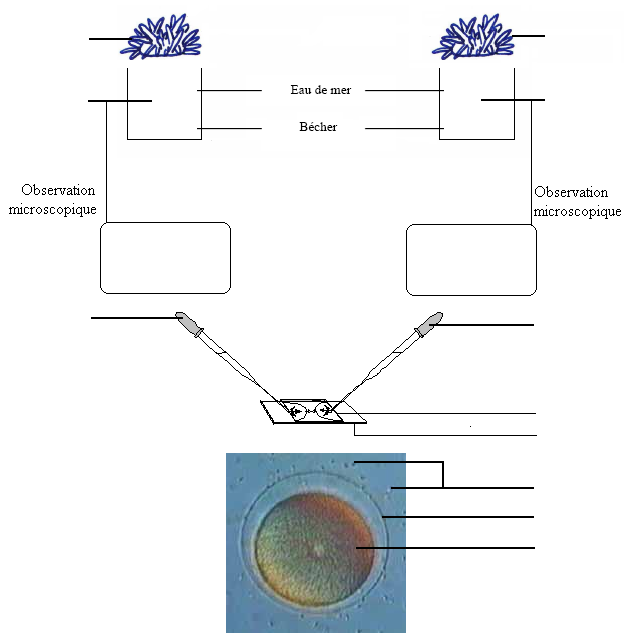 Eau de mer
Bécher
Observation
microscopique
Observation
microscopique